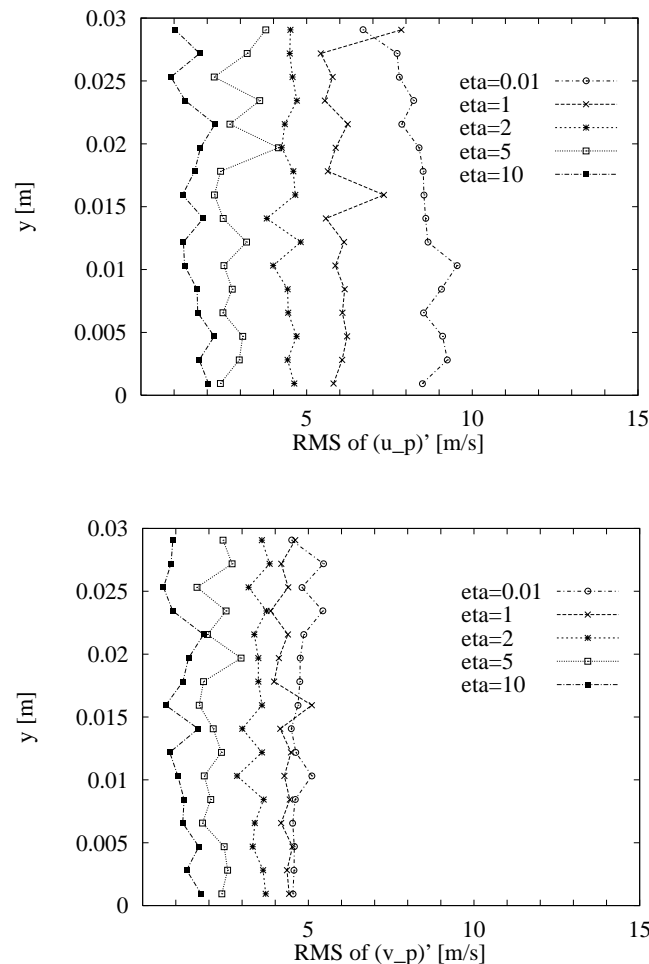 0.03
0.025
0.02
0.015
0.01
0.005
0
y [m]
eta=0.01
eta=1
eta=2
eta=5
eta=10
5
10
15
RMS of (u_p)’ [m/s]
0.03
0.025
0.02
0.015
0.01
0.005
0
y [m]
eta=0.01
eta=1
eta=2
eta=5
eta=10
5
10
15
RMS of (v_p)’ [m/s]